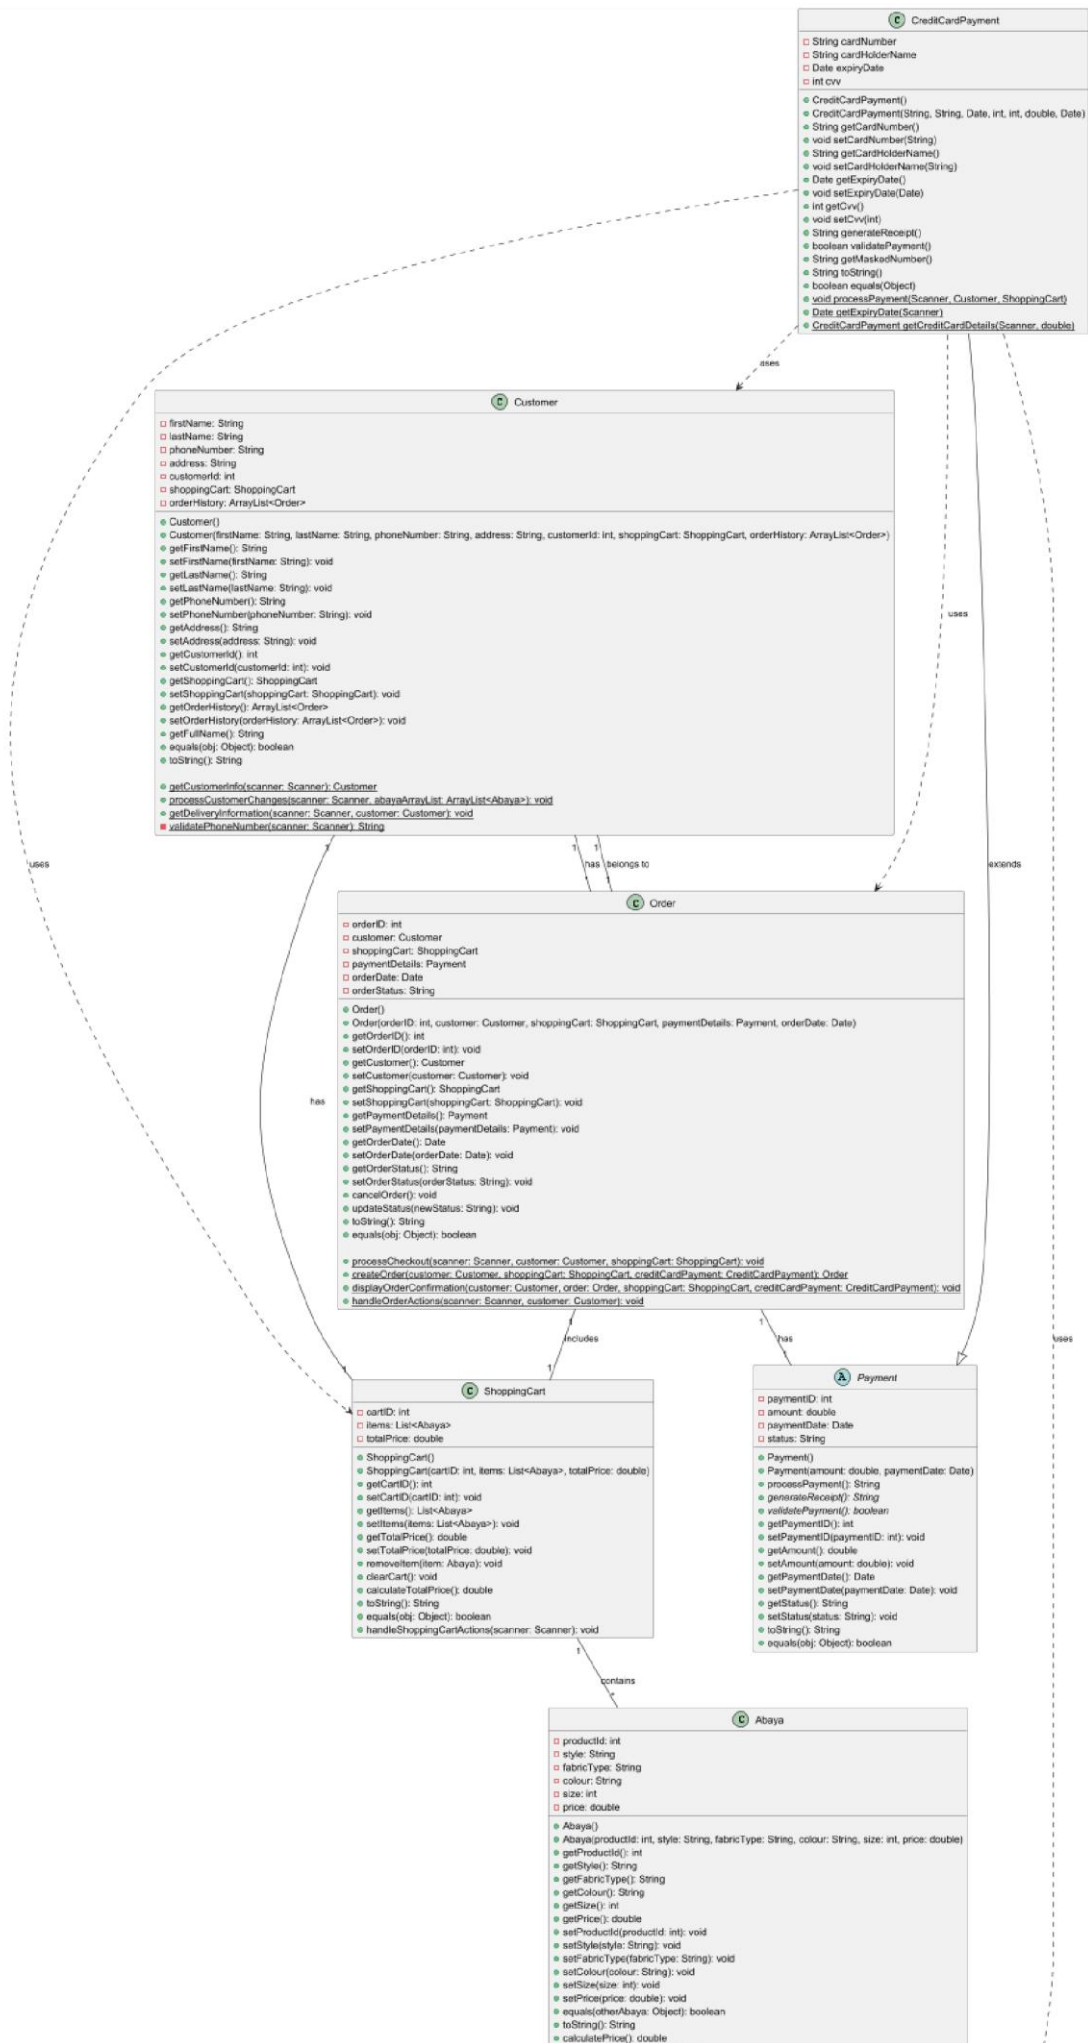 C CreditCardPayment
String cardNumber
String cardHolderName
Date expiryDate
int cvv
CreditCardPayment()
CreditCardPayment(String, String, Date, int, int, double, Date)
String getCardNumber()
void setCardNumber(String)
String getCardHolderName()
void setCardHolderName(String)
Date getExpiryDate()
void setExpiryDate(Date)
int getCvv()
void setCvv(int)
String generateReceipt()
boolean validatePayment()
String getMaskedNumber()
String toString()
boolean equals(Object)
void processPayment(Scanner, Customer, ShoppingCart)
Date getExpiryDate(Scanner)
CreditCardPayment getCreditCardDetails(Scanner, double)
uses
C Customer
firstName: String
lastName: String
phoneNumber: String
address: String
customerId: int
shoppingCart: ShoppingCart
orderHistory: ArrayList<Order>
Customer()
Customer(firstName: String, lastName: String, phoneNumber: String, address: String, customerId: int, shoppingCart: ShoppingCart, orderHistory: ArrayList<Order>)
getFirstName(): String
setFirstName(firstName: String): void
getLastName(): String
setLastName(lastName: String): void
getPhoneNumber(): String
setPhoneNumber(phoneNumber: String): void
getAddress(): String
setAddress(address: String): void
getCustomerId(): int
setCustomerId(customerId: int): void
getShoppingCart(): ShoppingCart
setShoppingCart(shoppingCart: ShoppingCart): void
getOrderHistory(): ArrayList<Order>
setOrderHistory(orderHistory: ArrayList<Order>): void
getFullName(): String
equals(obj: Object): boolean
toString(): String
getCustomerInfo(scanner: Scanner): Customer
processCustomerChanges(scanner: Scanner, abayaArrayList: ArrayList<Abaya>): void
getDeliveryInformation(scanner: Scanner, customer: Customer): void
validatePhoneNumber(scanner: Scanner): String
uses
1
1
1
uses
has
belongs to
extends
1
1
C Order
orderID: int
customer: Customer
shoppingCart: ShoppingCart
paymentDetails: Payment
orderDate: Date
orderStatus: String
Order()
Order(orderID: int, customer: Customer, shoppingCart: ShoppingCart, paymentDetails: Payment, orderDate: Date)
getOrderID(): int
setOrderID(orderID: int): void
getCustomer(): Customer
setCustomer(customer: Customer): void
getShoppingCart(): ShoppingCart
setShoppingCart(shoppingCart: ShoppingCart): void
getPaymentDetails(): Payment
setPaymentDetails(paymentDetails: Payment): void
getOrderDate(): Date
setOrderDate(orderDate: Date): void
getOrderStatus(): String
setOrderStatus(orderStatus: String): void
cancelOrder(): void
updateStatus(newStatus: String): void
toString(): String
equals(obj: Object): boolean
processCheckout(scanner: Scanner, customer: Customer, shoppingCart: ShoppingCart): void
createOrder(customer: Customer, shoppingCart: ShoppingCart, creditCardPayment: CreditCardPayment): Order
displayOrderConfirmation(customer: Customer, order: Order, shoppingCart: ShoppingCart, creditCardPayment: CreditCardPayment): void
handleOrderActions(scanner: Scanner, customer: Customer): void
has
1
1
includes
has
uses
1
1
1
C ShoppingCart
cartID: int
items: List<Abaya>
totalPrice: double
ShoppingCart()
ShoppingCart(cartID: int, items: List<Abaya>, totalPrice: double)
getCartID(): int
setCartID(cartID: int): void
getItems(): List<Abaya>
setItems(items: List<Abaya>): void
getTotalPrice(): double
setTotalPrice(totalPrice: double): void
removeItem(item: Abaya): void
clearCart(): void
calculateTotalPrice(): double
toString(): String
equals(obj: Object): boolean
handleShoppingCartActions(scanner: Scanner): void
A Payment
paymentID: int
amount: double
paymentDate: Date
status: String
Payment()
Payment(amount: double, paymentDate: Date)
processPayment(): String
generateReceipt(): String
validatePayment(): boolean
getPaymentID(): int
setPaymentID(paymentID: int): void
getAmount(): double
setAmount(amount: double): void
getPaymentDate(): Date
setPaymentDate(paymentDate: Date): void
getStatus(): String
setStatus(status: String): void
toString(): String
equals(obj: Object): boolean
1
contains
*
C Abaya
productId: int
style: String
fabricType: String
colour: String
size: int
price: double
Abaya()
Abaya(productId: int, style: String, fabricType: String, colour: String, size: int, price: double)
getProductId(): int
getStyle(): String
getFabricType(): String
getColour(): String
getSize(): int
getPrice(): double
setProductId(productId: int): void
setStyle(style: String): void
setFabricType(fabricType: String): void
setColour(colour: String): void
setSize(size: int): void
setPrice(price: double): void
equals(otherAbaya: Object): boolean
toString(): String
calculatePrice(): double